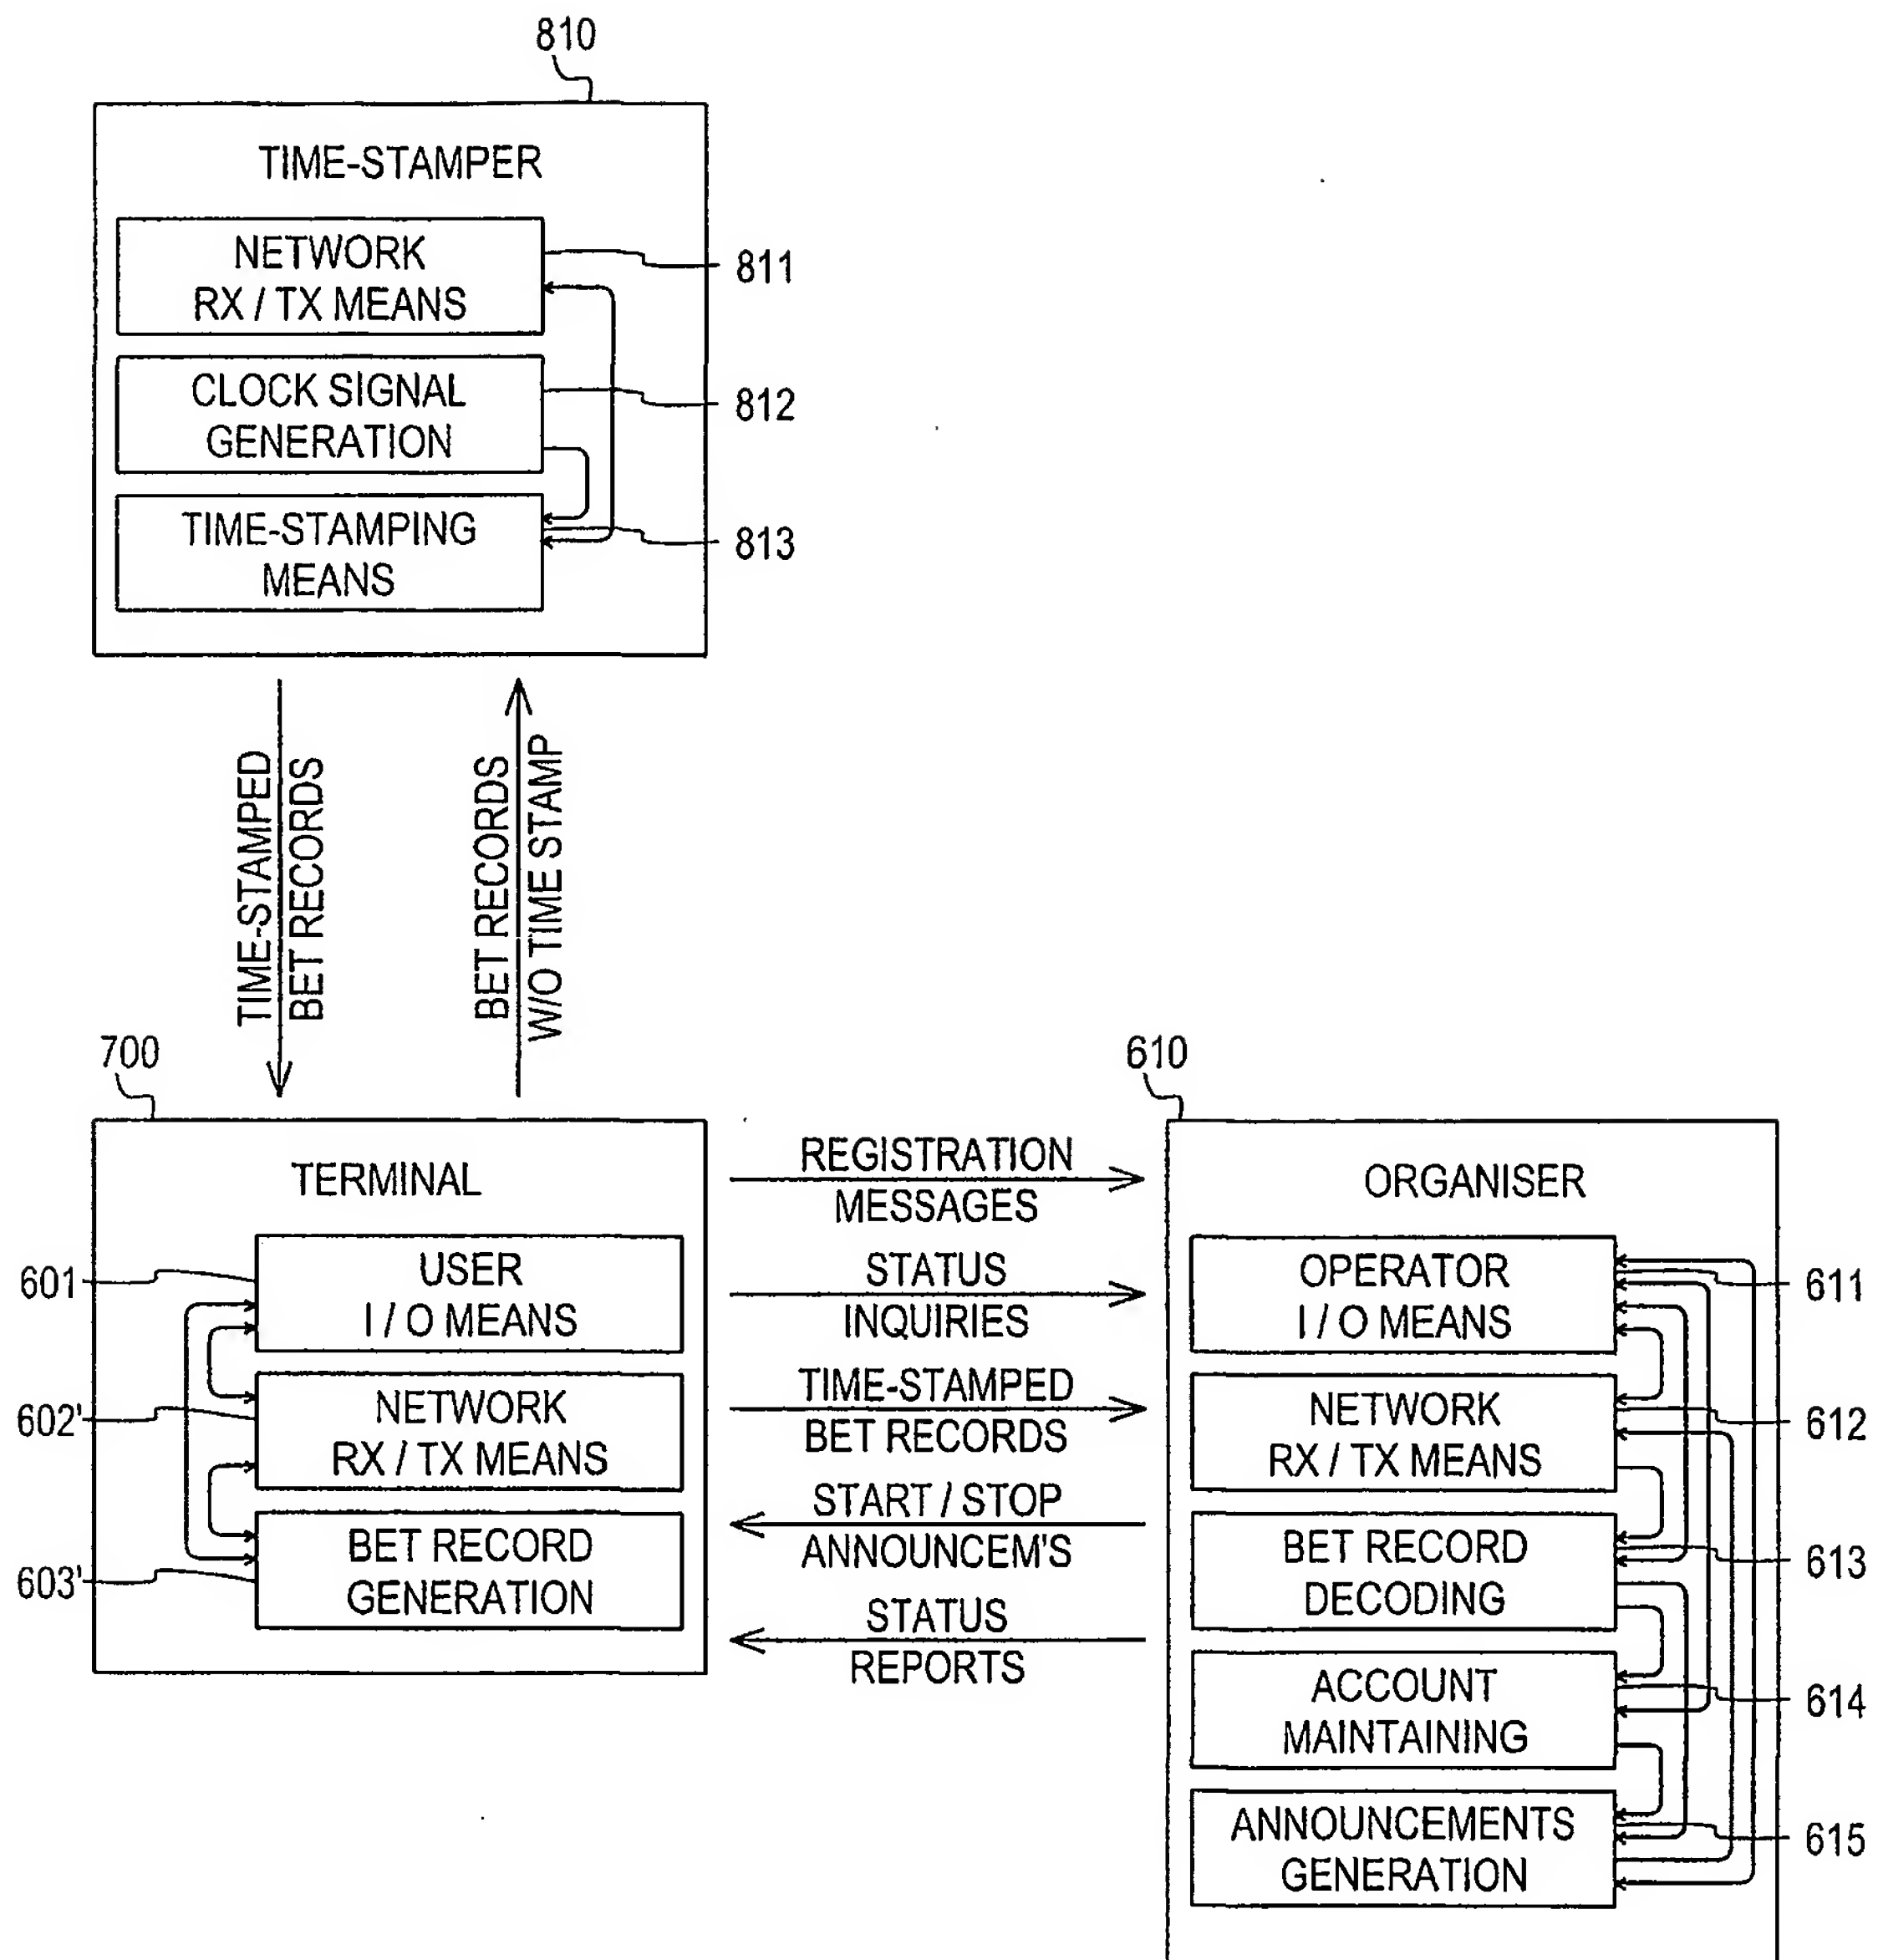 810
TIME-STAMPER
NETWORK
RX / TX MEANS
811
CLOCK SIGNAL
GENERATION
812
TIME-STAMPING
MEANS
813
TIME-STAMPED
BET RECORDS
BET RECORDS
W/O TIME STAMP
700
TERMINAL
601
USER
I / O MEANS
602'
NETWORK
RX / TX MEANS
603'
BET RECORD
GENERATION
REGISTRATION
MESSAGES
STATUS
INQUIRIES
TIME-STAMPED
BET RECORDS
START / STOP
ANNOUNCEM'S
STATUS
REPORTS
610
ORGANISER
OPERATOR
I / O MEANS
611
NETWORK
RX / TX MEANS
612
BET RECORD
DECODING
613
ACCOUNT
MAINTAINING
614
ANNOUNCEMENTS
GENERATION
615